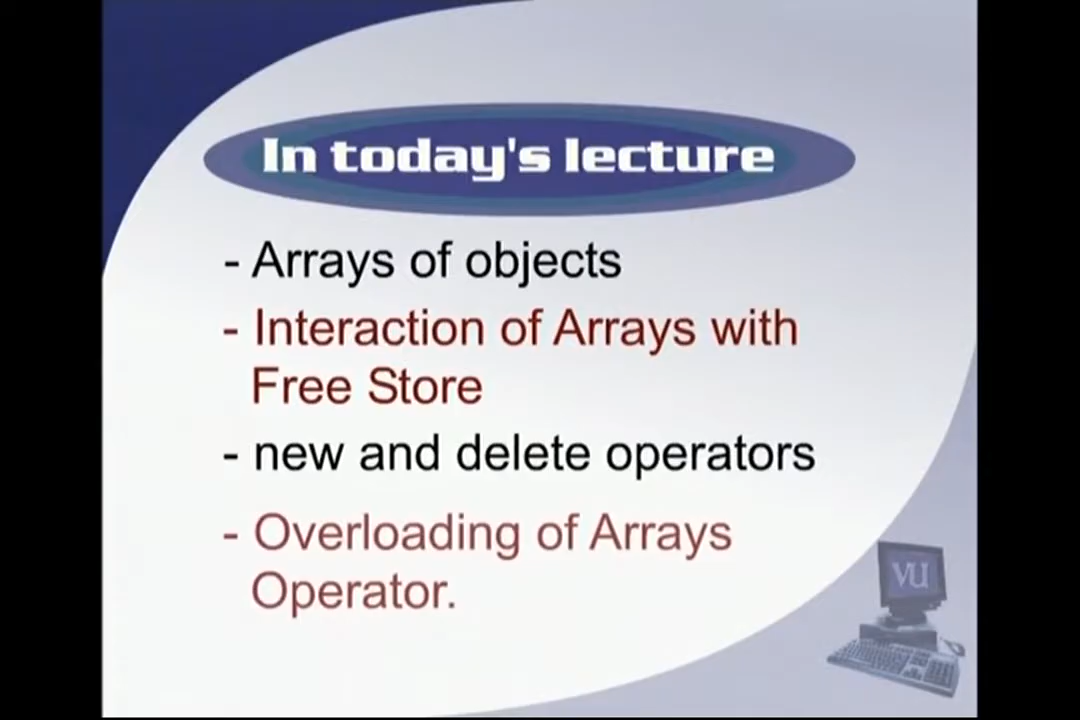 In today's lecture
- Arrays of objects
- Interaction of Arrays with
Free Store
- new and delete operators
- Overloading of Arrays
Operator.
VU